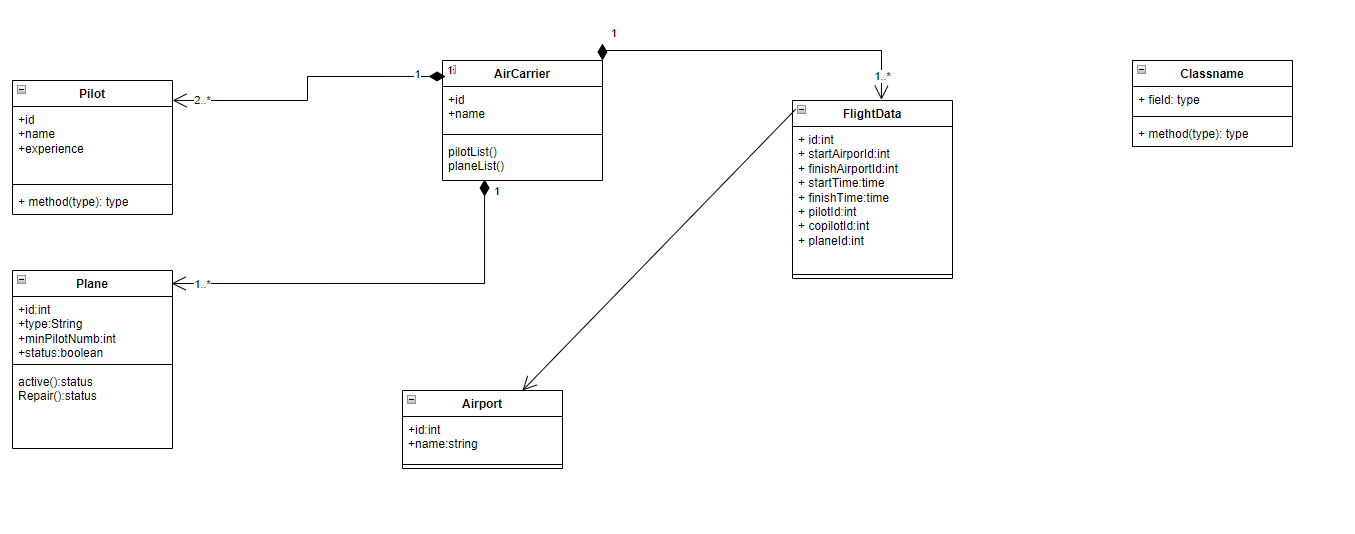 1
1
1
AirCarrier
+id
+name
pilotList()
planeList()
1
2..*
Pilot
+id
+name
+experience
+ method(type): type
1..*
FlightData
+ id:int
+ startAirporId:int
+ finishAirportId:int
+ startTime:time
+ finishTime:time
+ pilotId:int
+ copilotId:int
+ planeId:int
Classname
+ field: type
+ method(type): type
1..*
Plane
+id:int
+type:String
+minPilotNumb:int
+status:boolean
active():status
Repair():status
Airport
+id:int
+name:string